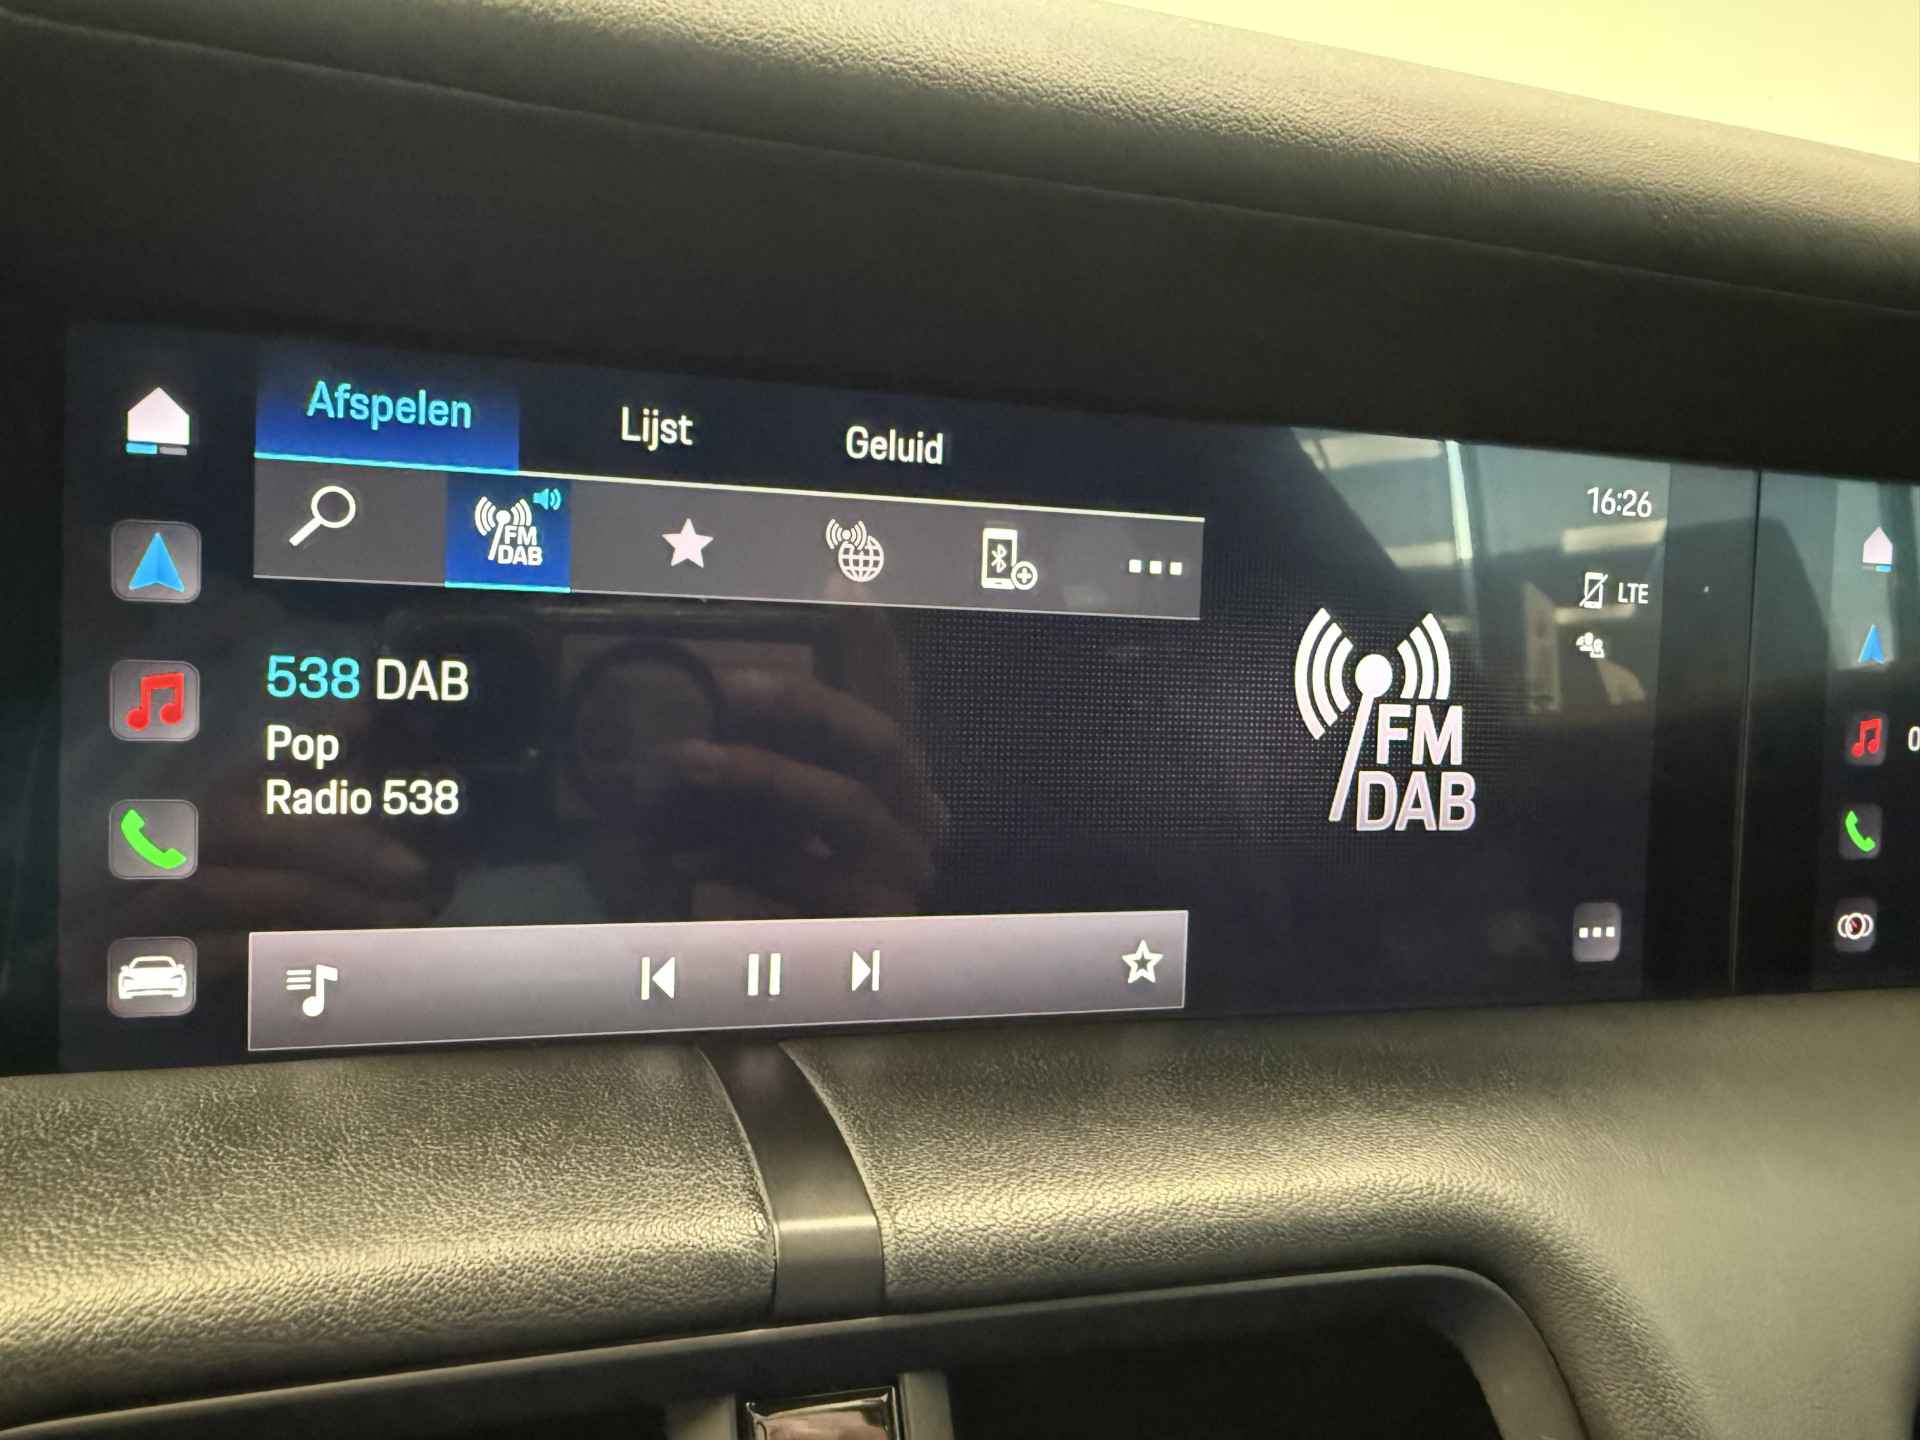 Afspelen
Lijst
Geluid
16:26
FM
DAB
LTE
538 DAB
Pop
Radio 538
FM
DAB